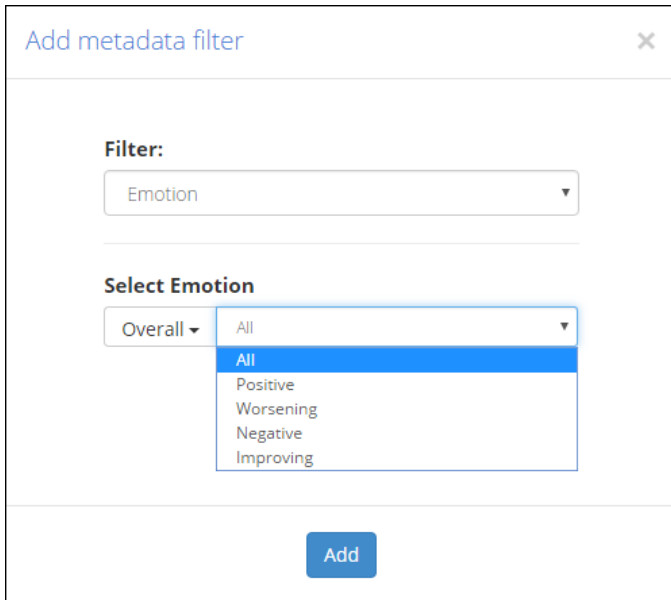 Add metadata filter ×
Filter:
Emotion
Select Emotion
Overall All
All
Positive
Worsening
Negative
Improving
Add